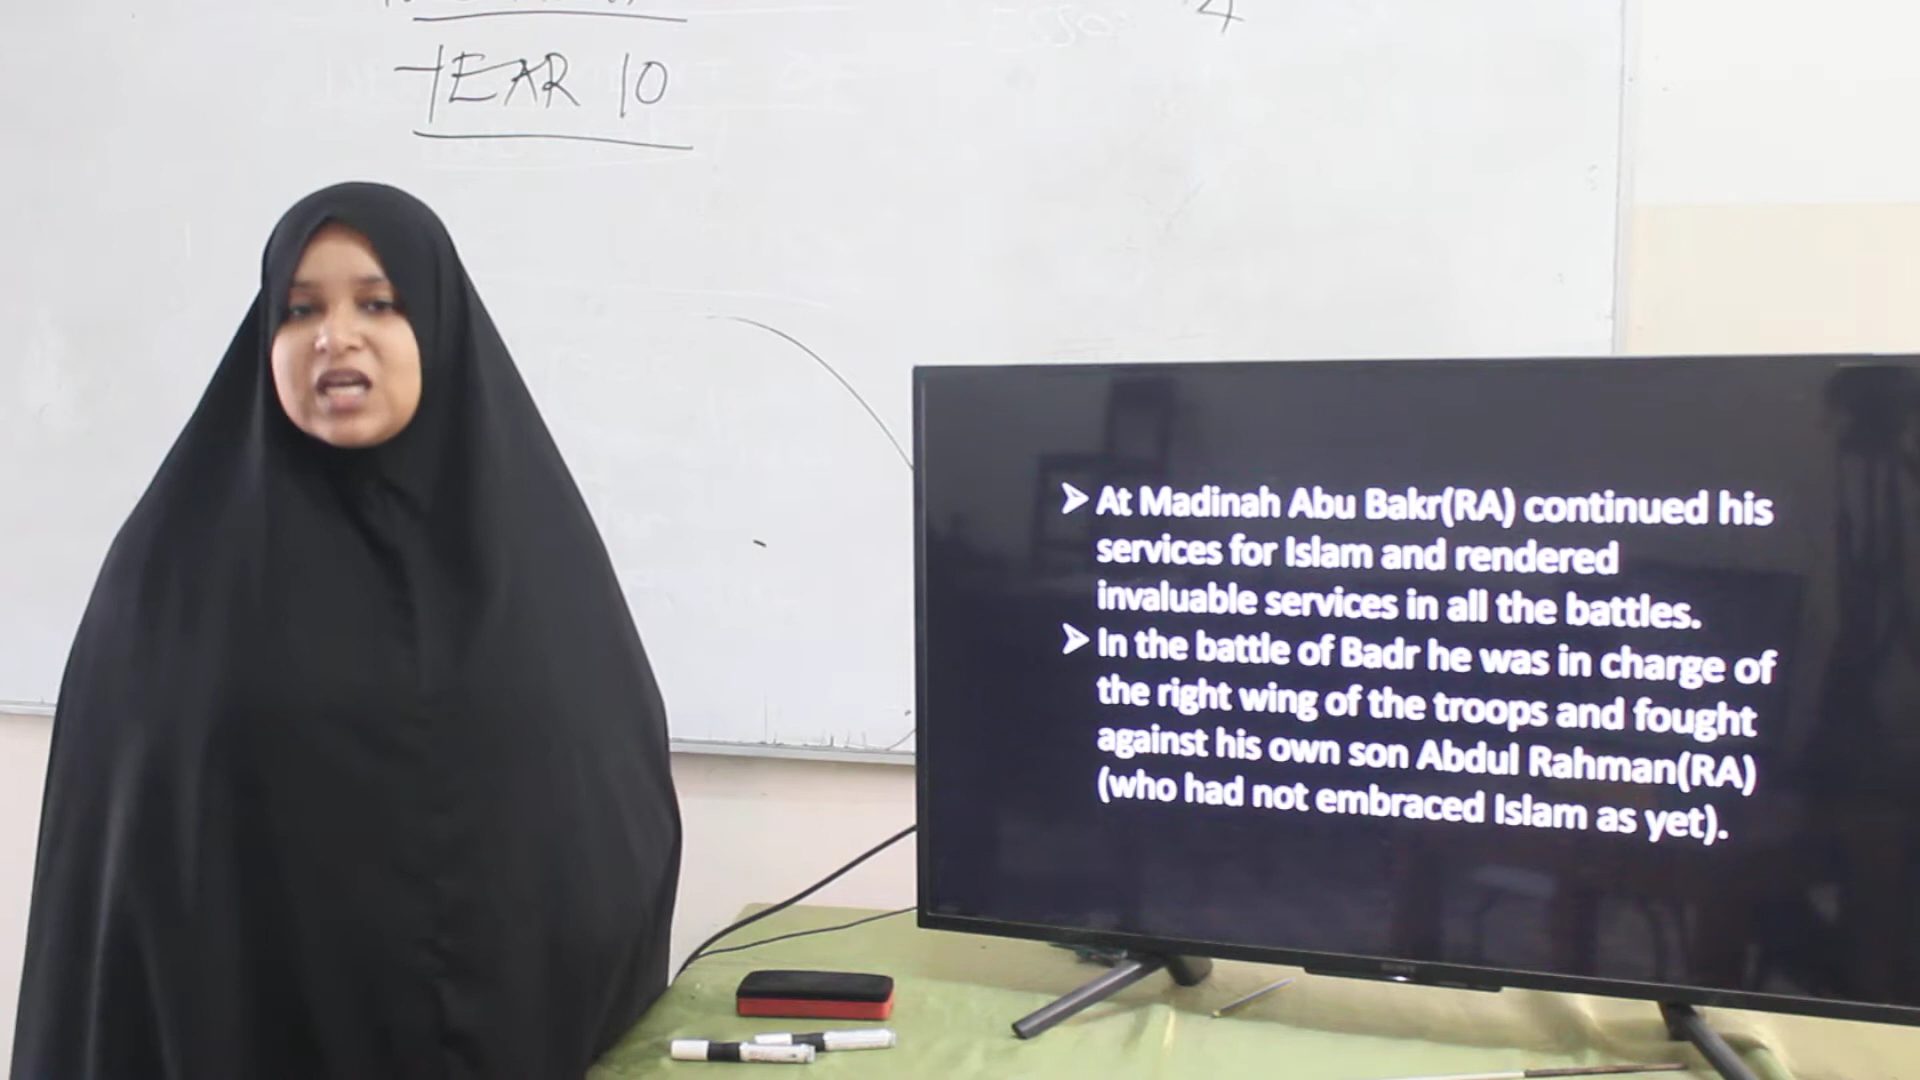 YEAR 10
At Madinah Abu Bakr(RA) continued his
services for Islam and rendered
invaluable services in all the battles.
In the battle of Badr he was in charge of
the right wing of the troops and fought
against his own son Abdul Rahman(RA)
(who had not embraced Islam as yet).
SONY